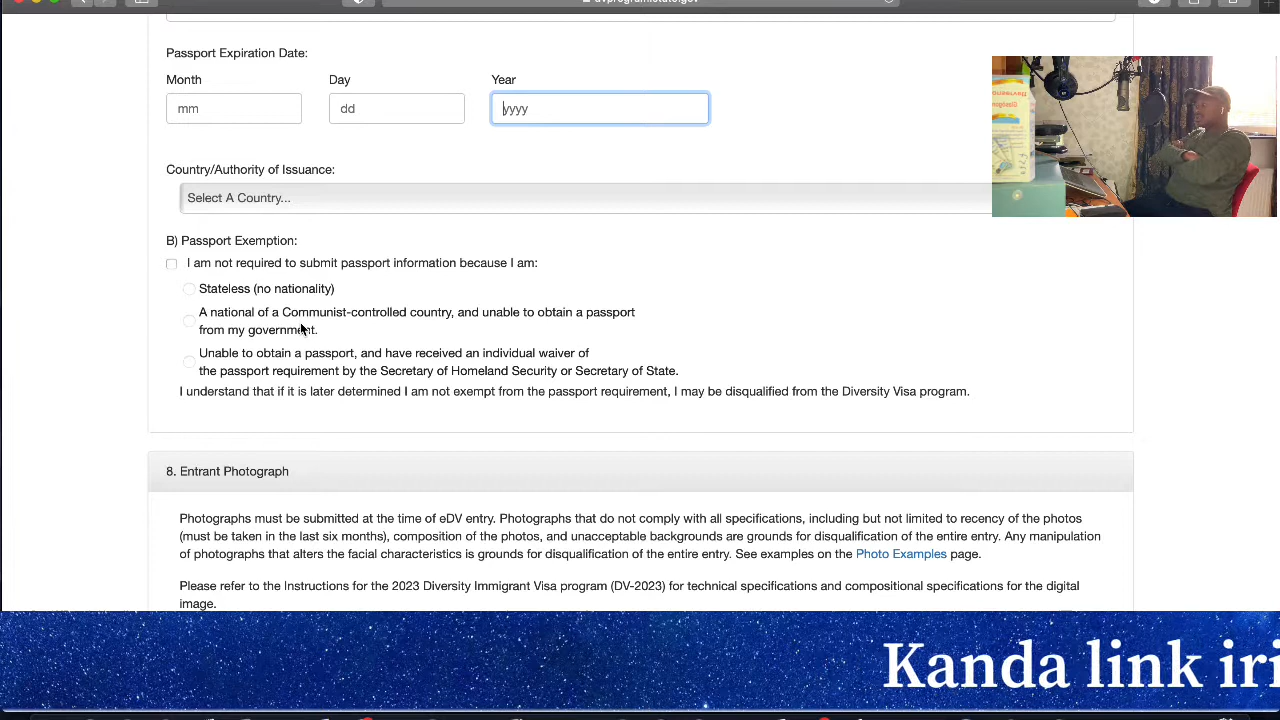 Passport Expiration Date:
Month Day Year
mm dd yyyy
Country/Authority of Issuance:
Select A Country...
B) Passport Exemption:
I am not required to submit passport information because I am:
Stateless (no nationality)
A national of a Communist-controlled country, and unable to obtain a passport
from my government.
Unable to obtain a passport, and have received an individual waiver of
the passport requirement by the Secretary of Homeland Security or Secretary of State.
I understand that if it is later determined I am not exempt from the passport requirement, I may be disqualified from the Diversity Visa program.
8. Entrant Photograph
Photographs must be submitted at the time of eDV entry. Photographs that do not comply with all specifications, including but not limited to recency of the photos
(must be taken in the last six months), composition of the photos, and unacceptable backgrounds are grounds for disqualification of the entire entry. Any manipulation
of photographs that alters the facial characteristics is grounds for disqualification of the entire entry. See examples on the Photo Examples page.
Please refer to the Instructions for the 2023 Diversity Immigrant Visa program (DV-2023) for technical specifications and compositional specifications for the digital
image.
Kanda link iri